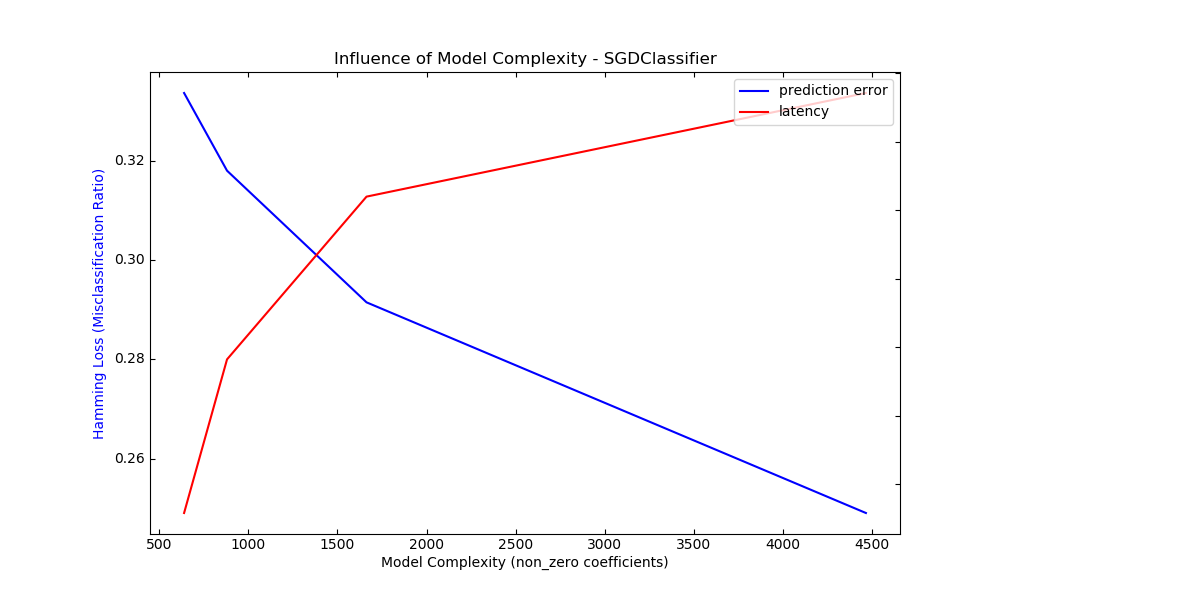 Influence of Model Complexity - SGDClassifier
prediction error
latency
Hamming Loss (Misclassification Ratio)
0.32
0.30
0.28
0.26
500 1000 1500 2000 2500 3000 3500 4000 4500
Model Complexity (non_zero coefficients)